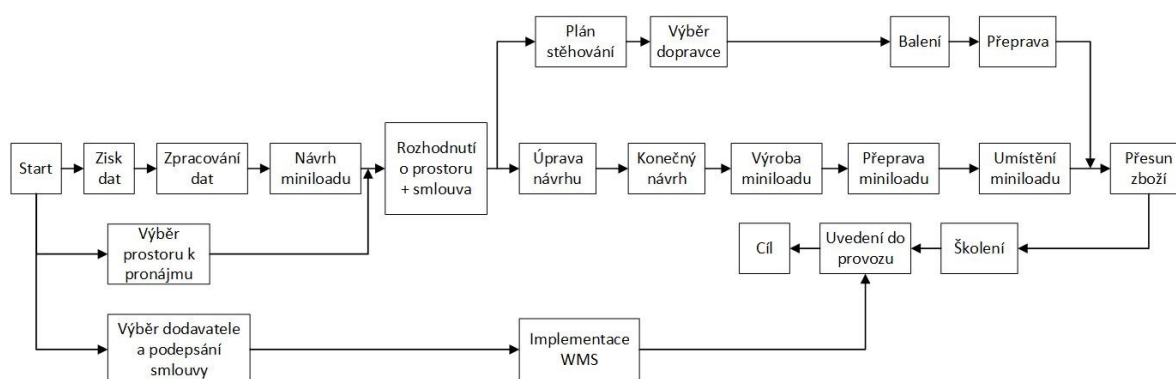 Plán
stěhování
Výběr
dopravce
Balení
Přeprava
Start
Zisk
dat
Zpracování
dat
Návrh
miniloadu
Rozhodnutí
o prostoru
+ smlouva
Úprava
návrhu
Konečný
návrh
Výroba
miniloadu
Přeprava
miniloadu
Umístění
miniloadu
Přesun
zboží
Výběr
prostoru k
pronájmu
Cíl
Uvedení do
provozu
Školení
Výběr dodavatele
a podepsání
smlouvy
Implementace
WMS